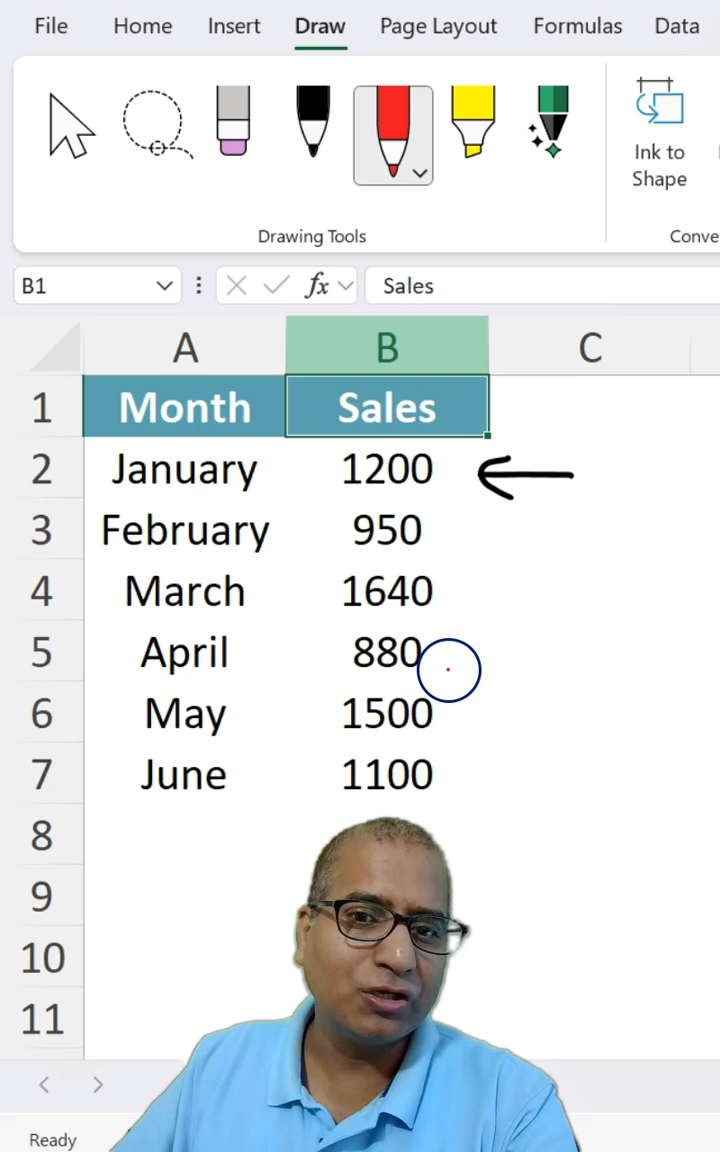 File Home Insert Draw Page Layout Formulas Data
Ink to
Shape
Drawing Tools
B1 fx Sales
A B C
1 Month Sales
2 January 1200
3 February 950
4 March 1640
5 April 880
6 May 1500
7 June 1100
8
9
10
11
Ready